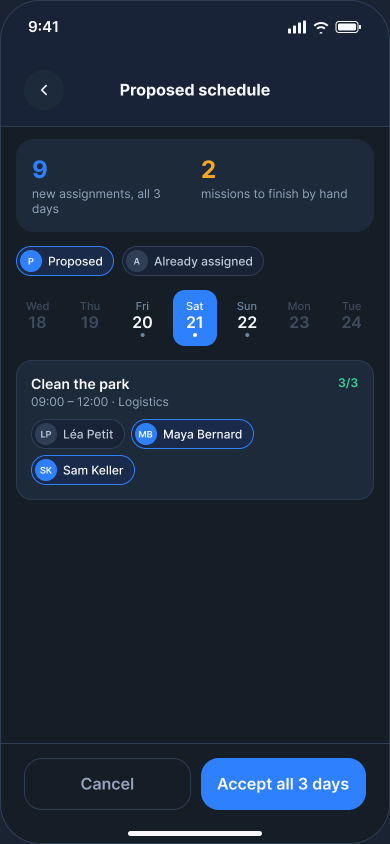 9:41
Proposed schedule
9
new assignments, all 3
days
2
missions to finish by hand
P Proposed
A Already assigned
Wed Thu Fri Sat Sun Mon Tue
18 19 20 21 22 23 24
Clean the park 3/3
09:00 – 12:00 · Logistics
LP Léa Petit MB Maya Bernard
SK Sam Keller
Cancel Accept all 3 days